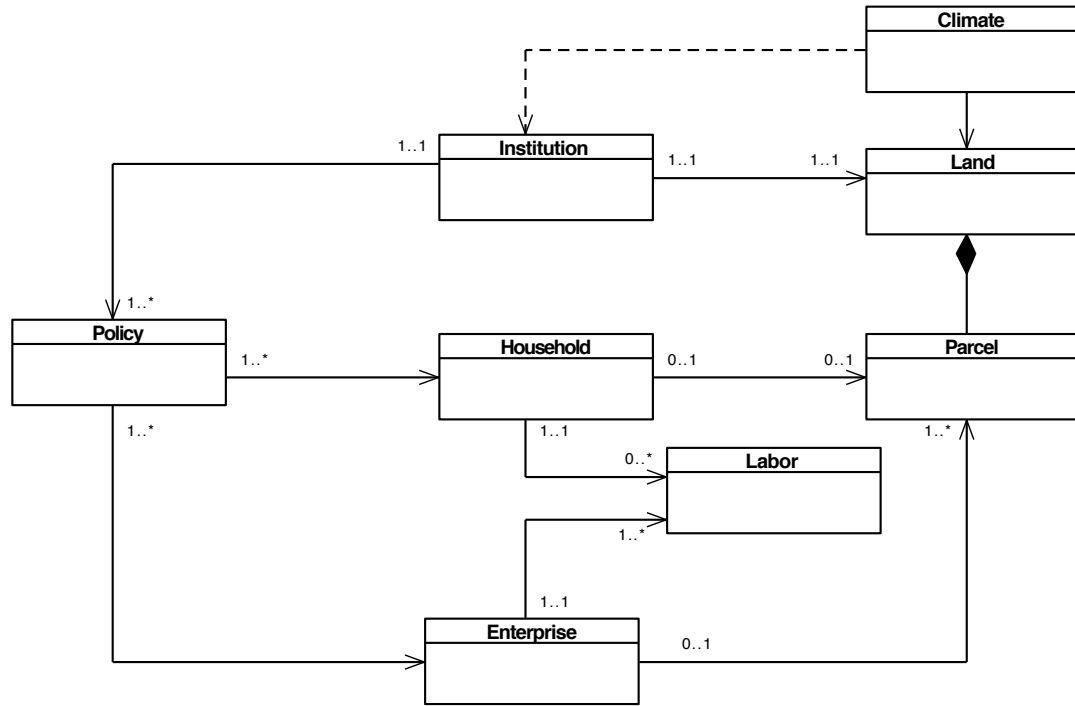 Climate
1..1
Institution
1..1
1..1
Land
1..*
Policy
1..*
Household
0..1
0..1
Parcel
1..*
1..1
1..*
0..*
Labor
1..*
1..1
Enterprise
0..1